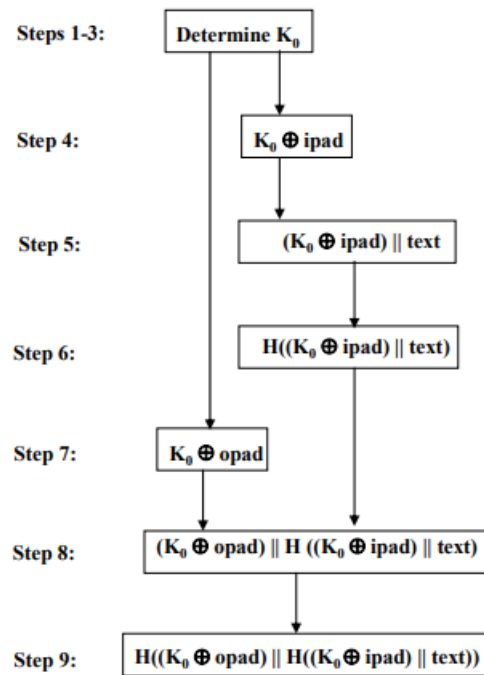 Steps 1-3: Determine K₀
Step 4: K₀ ⊕ ipad
Step 5: (K₀ ⊕ ipad) || text
Step 6: H((K₀ ⊕ ipad) || text)
Step 7: K₀ ⊕ opad
Step 8: (K₀ ⊕ opad) || H ((K₀ ⊕ ipad) || text)
Step 9: H((K₀ ⊕ opad) || H((K₀ ⊕ ipad) || text))